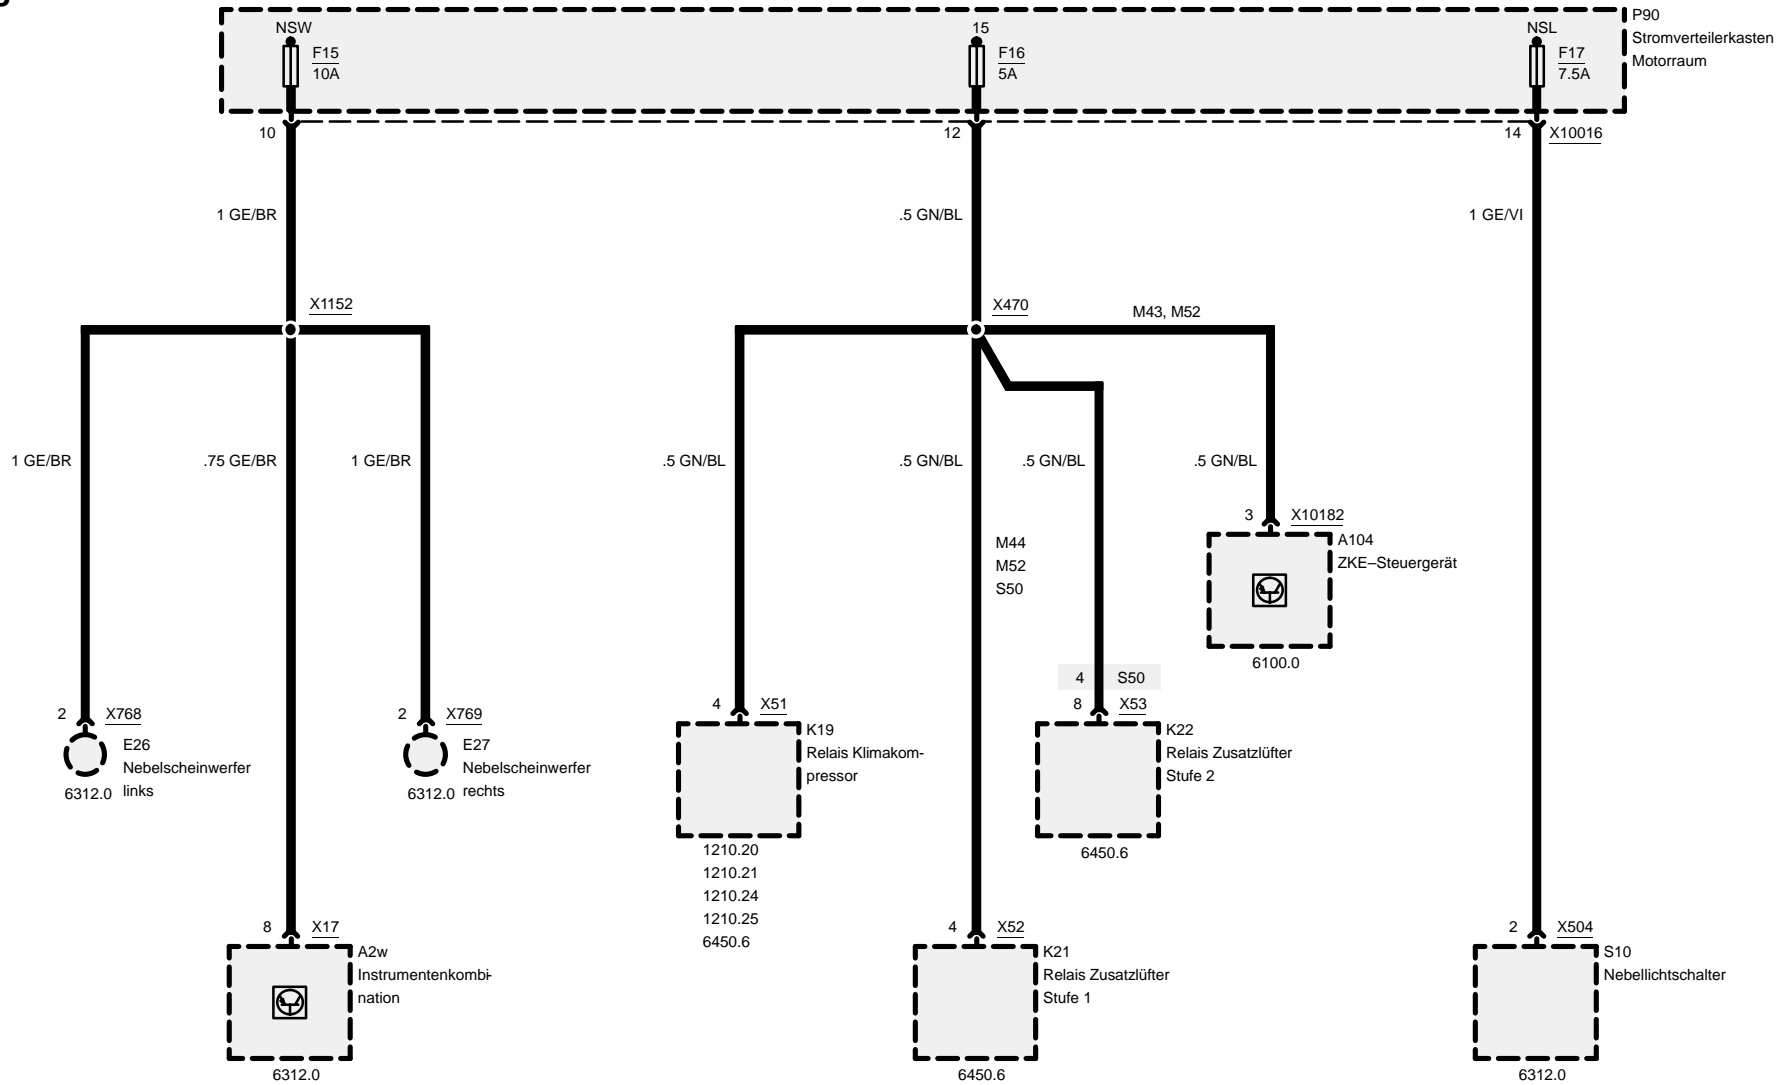 P90
Stromverteilerkasten
Motorraum
NSW
F15
10A
15
F16
5A
NSL
F17
7.5A
10
12
14
X10016
1 GE/BR
.5 GN/BL
1 GE/VI
X1152
X470
M43, M52
1 GE/BR
.75 GE/BR
1 GE/BR
.5 GN/BL
.5 GN/BL
.5 GN/BL
.5 GN/BL
3
X10182
A104
ZKE–Steuergerät
6100.0
M44
M52
S50
4
S50
2
X768
E26
Nebelscheinwerfer
links
6312.0
2
X769
E27
Nebelscheinwerfer
rechts
6312.0
4
X51
K19
Relais Klimakom-
pressor
1210.20
1210.21
1210.24
1210.25
6450.6
8
X53
K22
Relais Zusatzlüfter
Stufe 2
6450.6
8
X17
A2w
Instrumentenkombi-
nation
6312.0
4
X52
K21
Relais Zusatzlüfter
Stufe 1
6450.6
2
X504
S10
Nebellichtschalter
6312.0